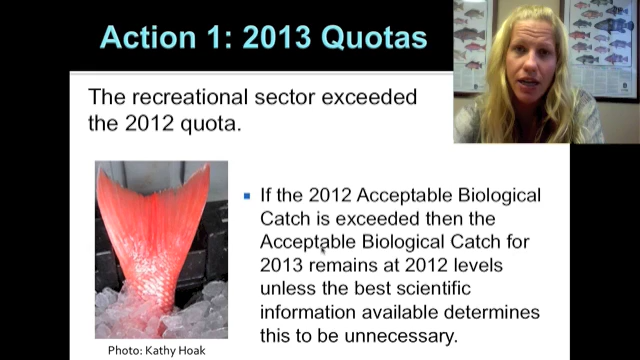 Action 1: 2013 Quotas
The recreational sector exceeded
the 2012 quota.
If the 2012 Acceptable Biological
Catch is exceeded then the
Acceptable Biological Catch for
2013 remains at 2012 levels
unless the best scientific
information available determines
this to be unnecessary.
Photo: Kathy Hoak